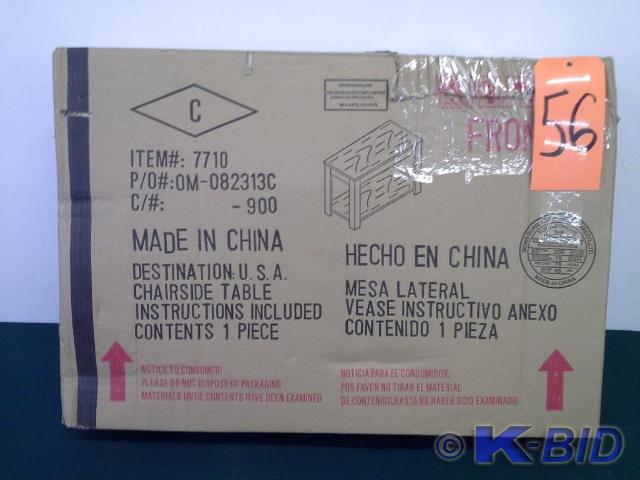 C
ITEM#: 7710
P/O#:OM-082313C
C/#: -900
MADE IN CHINA
DESTINATION: U.S.A.
CHAIRSIDE TABLE
INSTRUCTIONS INCLUDED
CONTENTS 1 PIECE
NOTICE TO CONSUMER:
PLEASE DO NOT DISPOSE OF PACKAGING
MATERIALS UNTIL CONTENTS HAVE BEEN EXAMINED
HECHO EN CHINA
MESA LATERAL
VEASE INSTRUCTIVO ANEXO
CONTENIDO 1 PIEZA
NOTICIA PARA EL CONSUMIDOR:
POR FAVOR NO TIRAR EL MATERIAL
DE CONTENIDO,HASTA NO HABER SIDO EXAMINADO
56
MADE IN CHINA
© K-BID